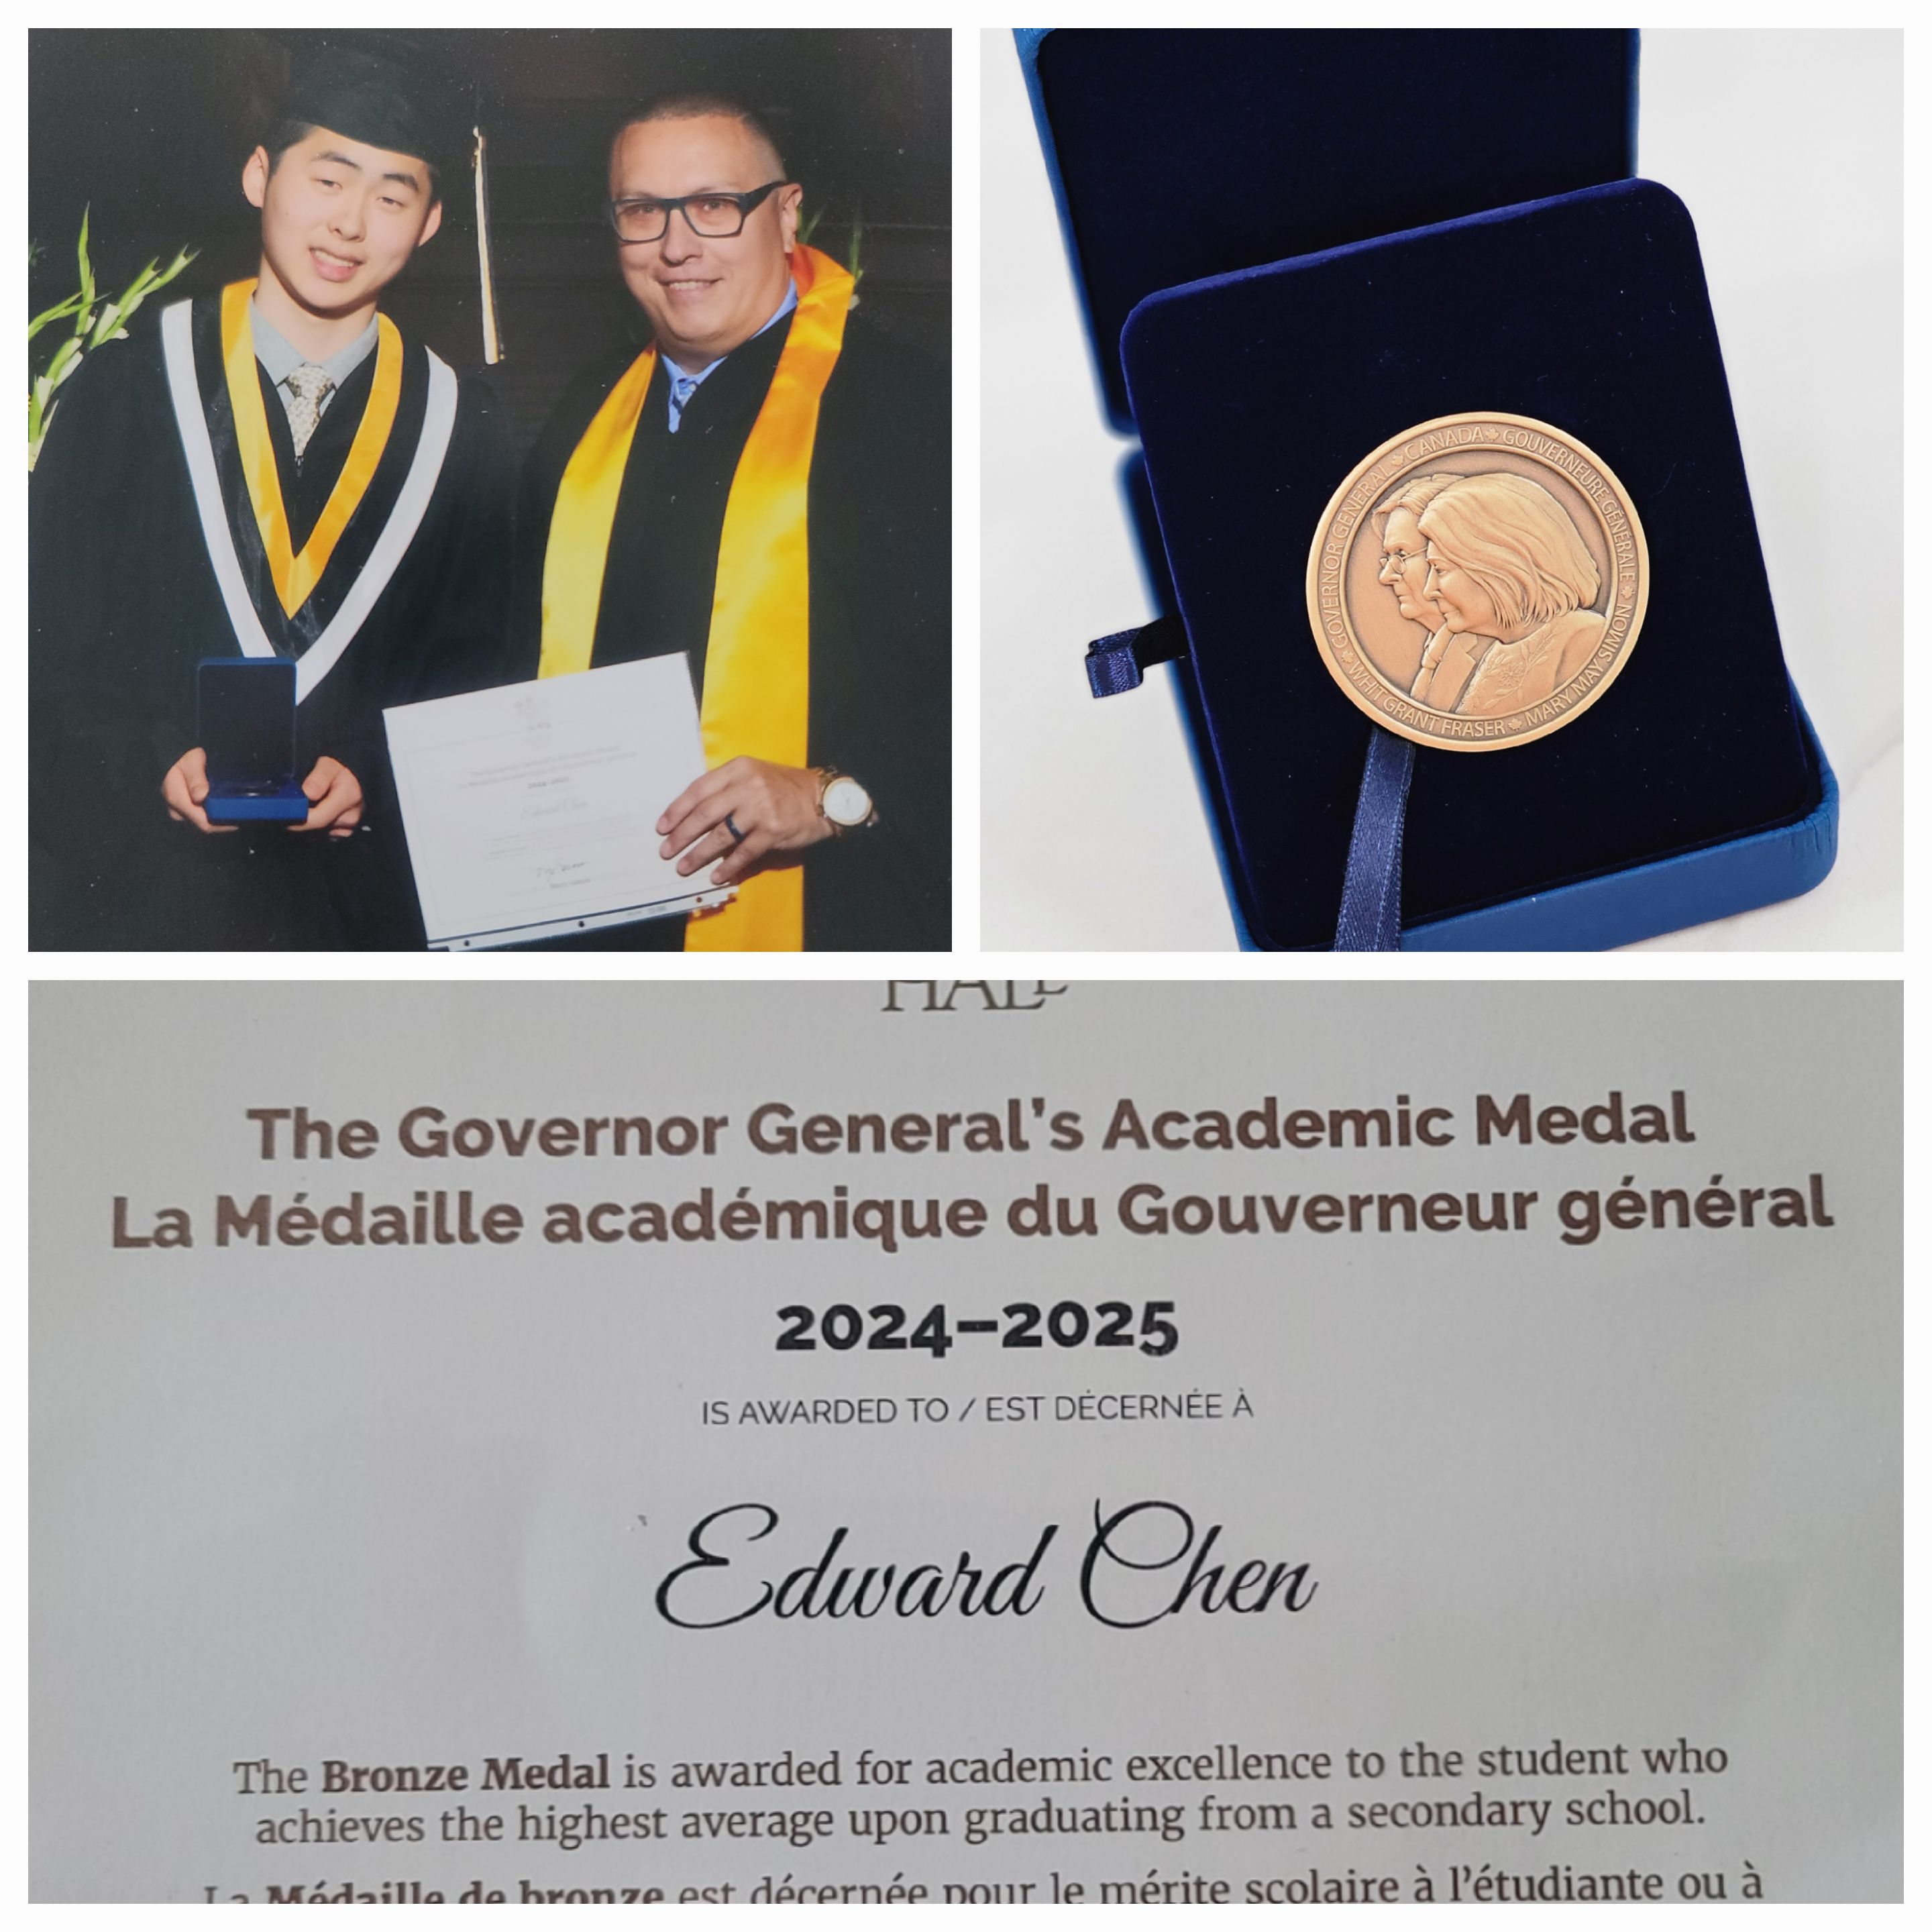 GOVERNOR GENERAL CANADA GOUVERNEURE GÉNÉRALE
WHIT GRANT FRASER MARY MAY SIMON
HALL
The Governor General's Academic Medal
La Médaille académique du Gouverneur général
2024–2025
IS AWARDED TO / EST DÉCERNÉE À
Edward Chen
The Bronze Medal is awarded for academic excellence to the student who
achieves the highest average upon graduating from a secondary school.
La Médaille de bronze est décernée pour le mérite scolaire à l'étudiante ou à